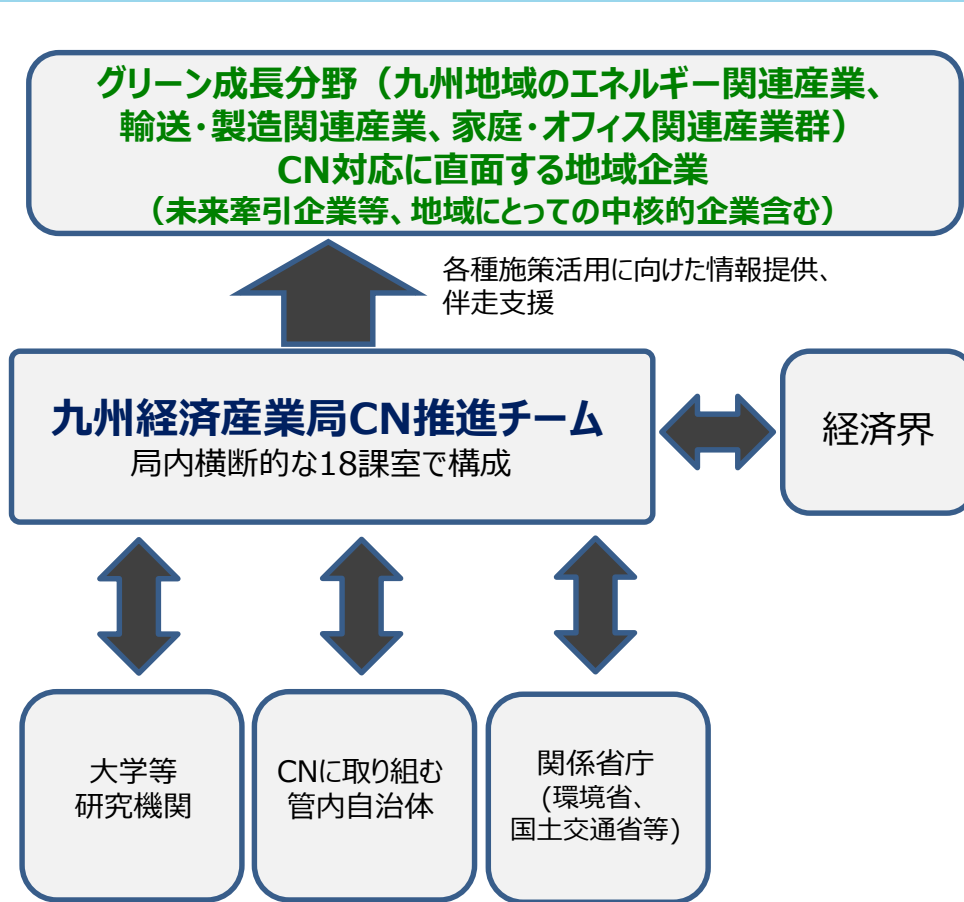 グリーン成長分野（九州地域のエネルギー関連産業、
輸送・製造関連産業、家庭・オフィス関連産業群）
CN対応に直面する地域企業
（未来牽引企業等、地域にとっての中核的企業含む）
各種施策活用に向けた情報提供、
伴走支援
九州経済産業局CN推進チーム
局内横断的な18課室で構成
経済界
大学等
研究機関
CNに取り組む
管内自治体
関係省庁
(環境省、
国土交通省等)